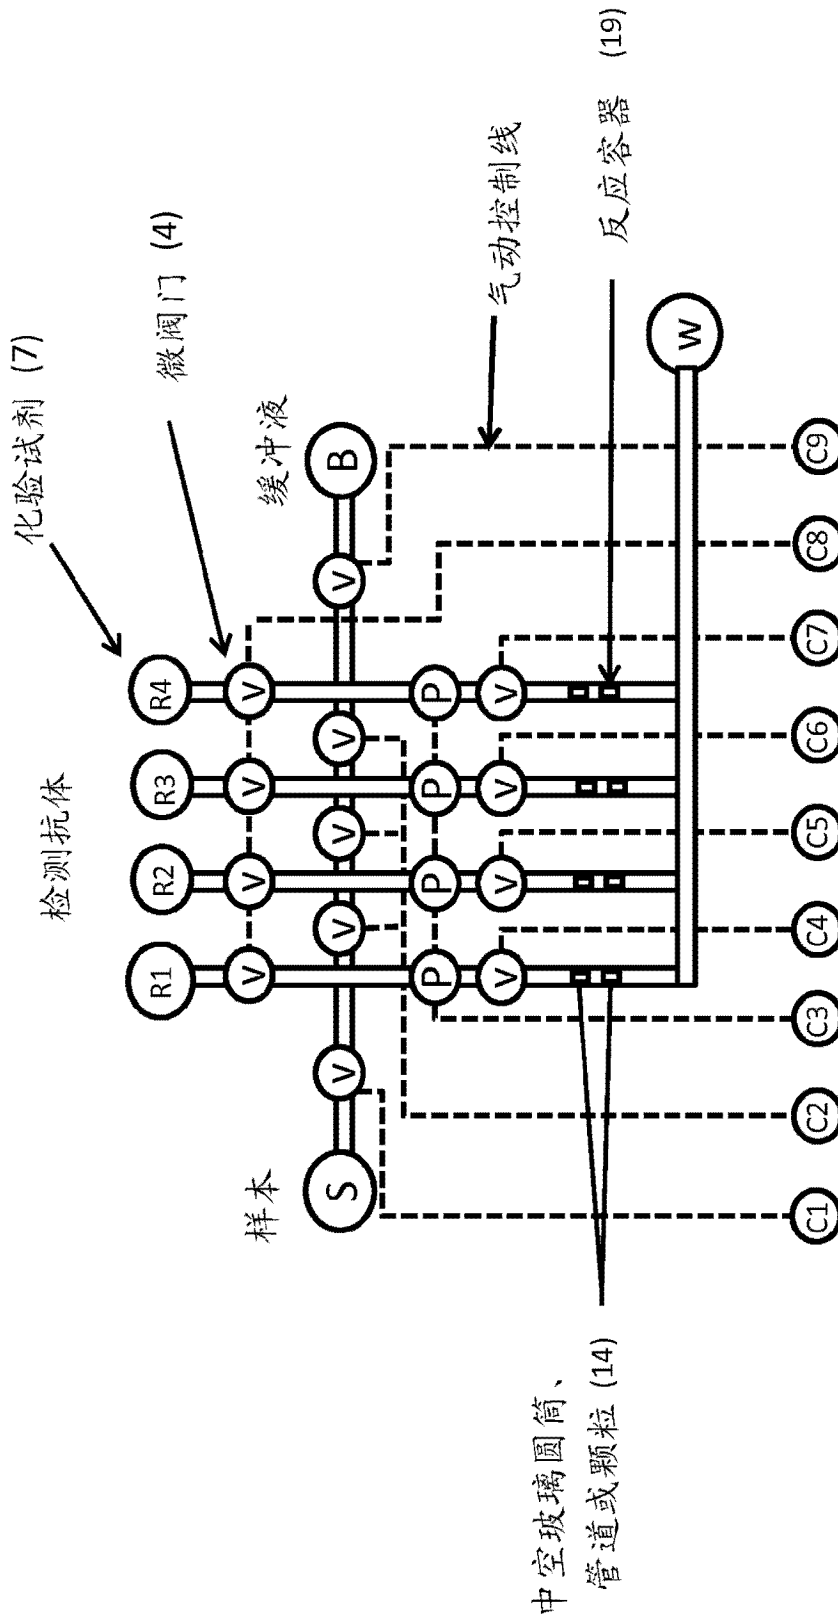 化验试剂 (7)
微阀门 (4)
检测抗体
R1
R2
R3
R4
V
V
V
V
样本
缓冲液
S
V
V
V
V
V
B
气动控制线
P
P
P
P
V
V
V
V
反应容器 (19)
中空玻璃圆筒、
管道或颗粒 (14)
W
C1
C2
C3
C4
C5
C6
C7
C8
C9